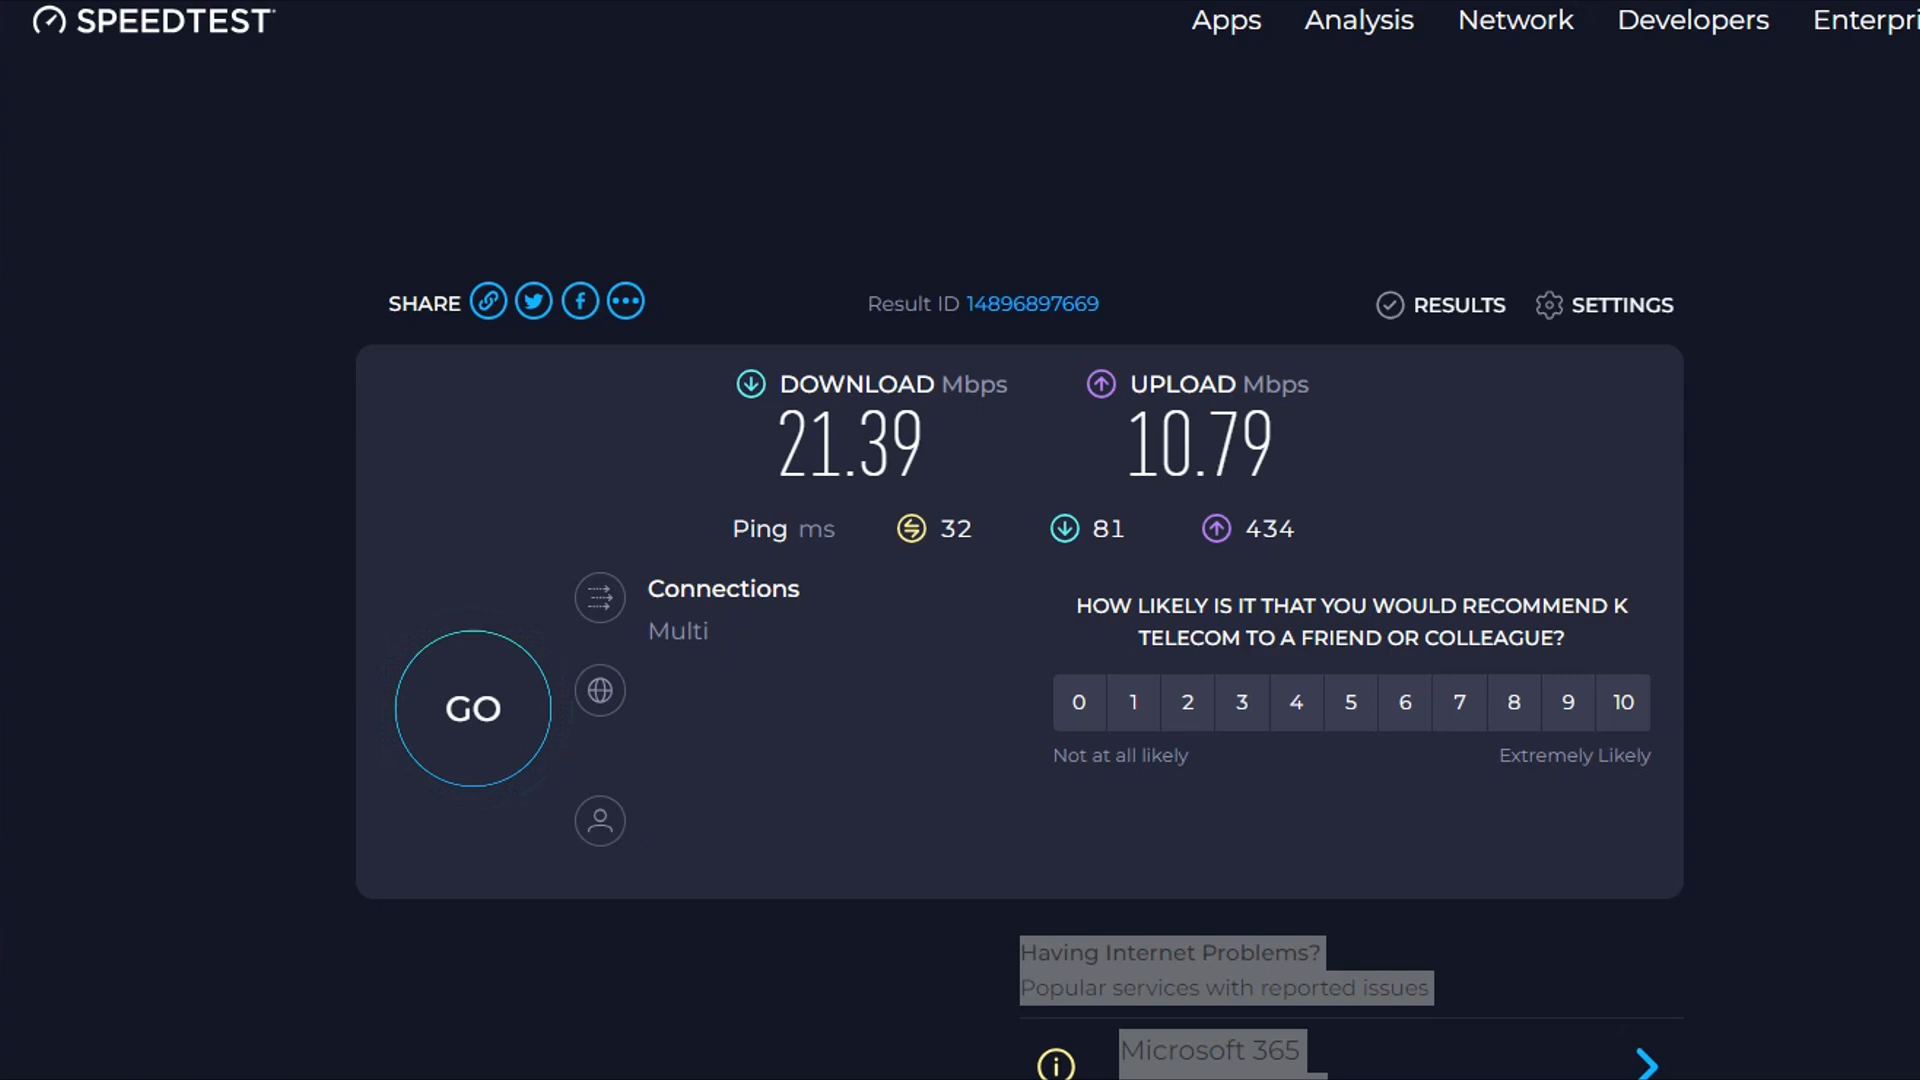 SPEEDTEST
Apps Analysis Network Developers Enterpri
SHARE
Result ID 14896897669
RESULTS SETTINGS
DOWNLOAD Mbps
21.39
UPLOAD Mbps
10.79
Ping ms 32 81 434
Connections
Multi
GO
HOW LIKELY IS IT THAT YOU WOULD RECOMMEND K
TELECOM TO A FRIEND OR COLLEAGUE?
0 1 2 3 4 5 6 7 8 9 10
Not at all likely Extremely Likely
Having Internet Problems?
Popular services with reported issues
Microsoft 365